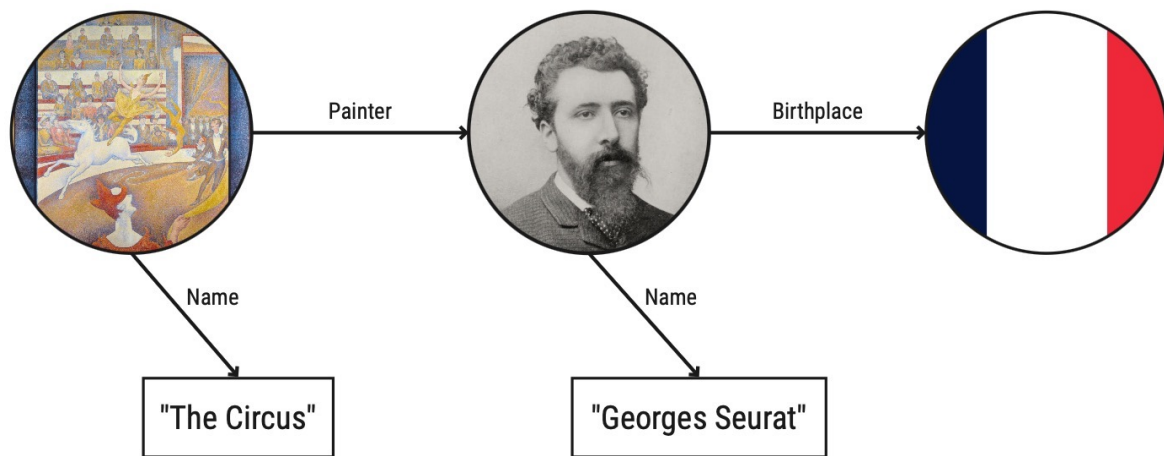 Painter
Birthplace
Name
Name
"The Circus"
"Georges Seurat"